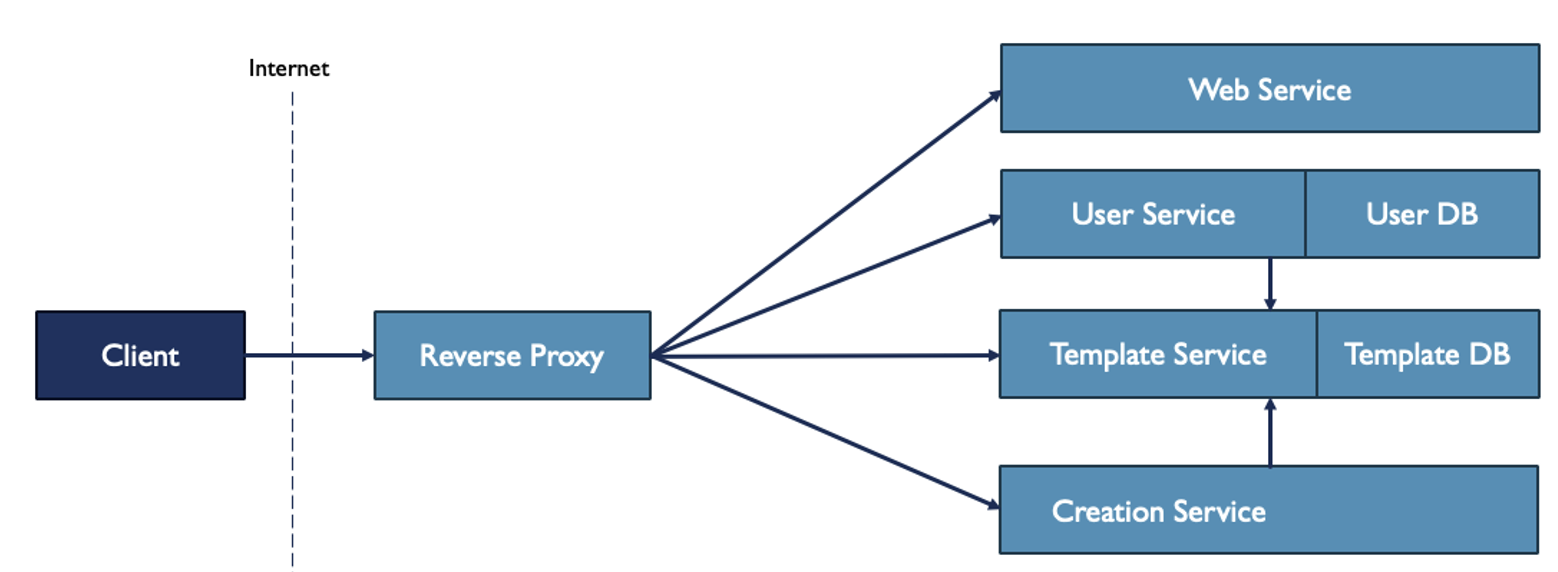 Internet
Client
Reverse Proxy
Web Service
User Service
User DB
Template Service
Template DB
Creation Service